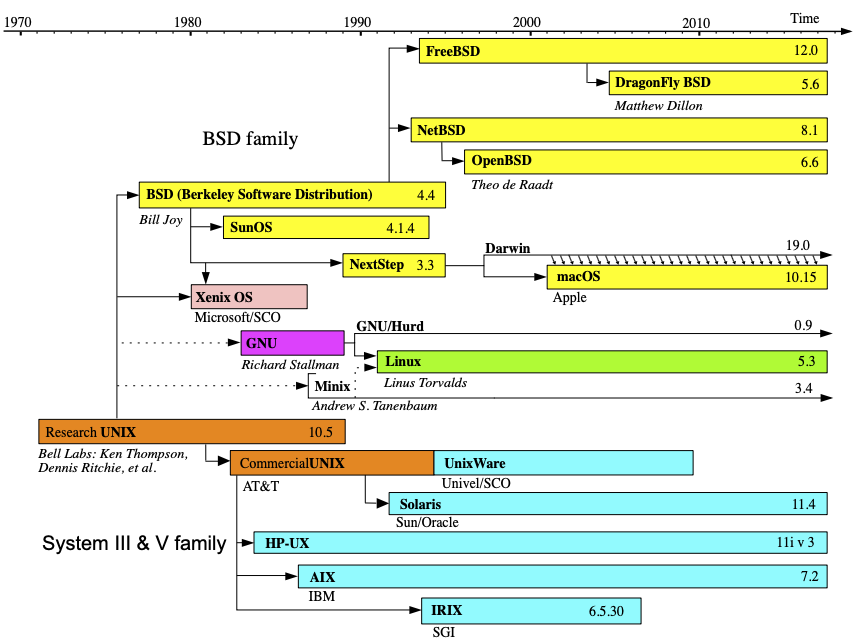 1970 1980 1990 2000 2010 Time
FreeBSD 12.0
DragonFly BSD 5.6
Matthew Dillon
BSD family
NetBSD 8.1
OpenBSD 6.6
Theo de Raadt
BSD (Berkeley Software Distribution) 4.4
Bill Joy
SunOS 4.1.4
Darwin 19.0
NextStep 3.3
macOS 10.15
Apple
Xenix OS
Microsoft/SCO
GNU/Hurd 0.9
GNU
Richard Stallman
Linux 5.3
Linus Torvalds
Minix 3.4
Andrew S. Tanenbaum
Research UNIX 10.5
Bell Labs: Ken Thompson,
Dennis Ritchie, et al.
CommercialUNIX UnixWare
AT&T Univel/SCO
Solaris 11.4
Sun/Oracle
System III & V family
HP-UX 11i v 3
AIX 7.2
IBM
IRIX 6.5.30
SGI